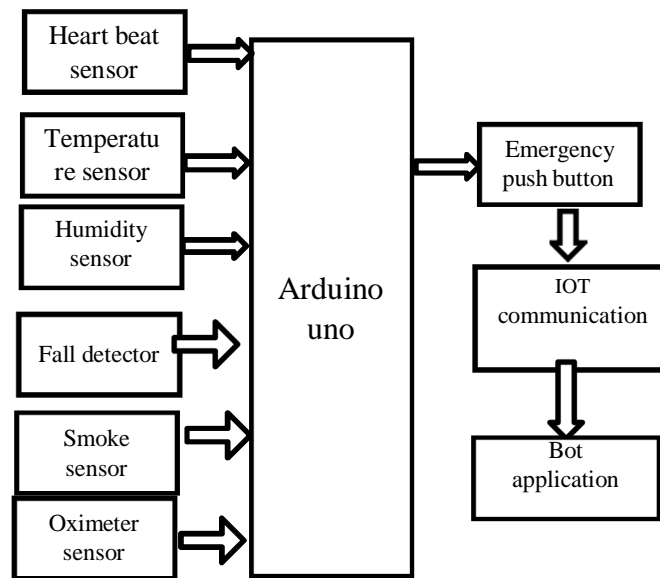 Heart beat
sensor
Temperatu
re sensor
Humidity
sensor
Fall detector
Smoke
sensor
Oximeter
sensor
Arduino
uno
Emergency
push button
IOT
communication
Bot
application